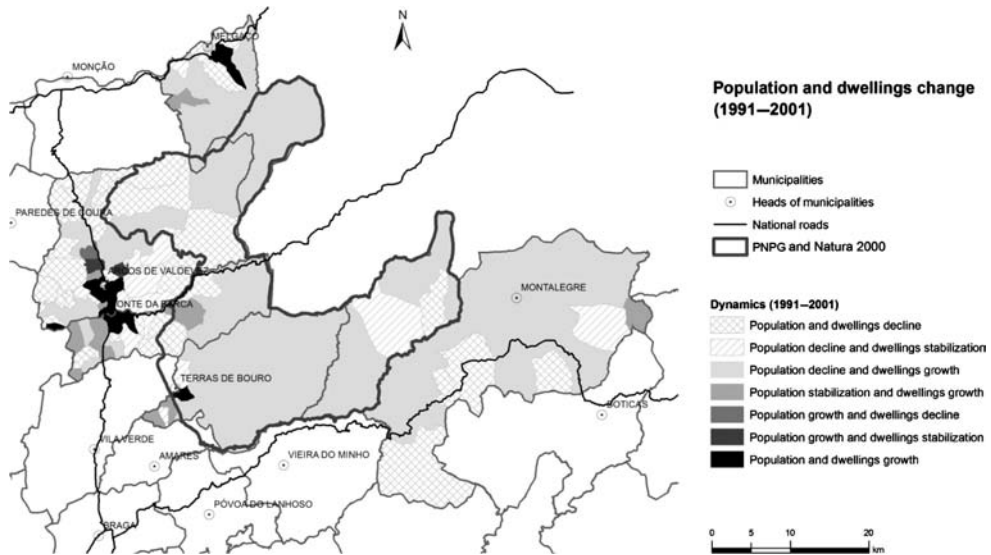 N
MELGAÇO
MONÇÃO
PAREDES DE COURA
ARCOS DE VALDEVEZ
PONTE DA BARCA
MONTALEGRE
TERRAS DE BOURO
BOTICAS
VILA VERDE
AMARES
VIEIRA DO MINHO
PÓVOA DO LANHOSO
BRAGA
Population and dwellings change
(1991—2001)
Municipalities
Heads of municipalities
National roads
PNPG and Natura 2000
Dynamics (1991—2001)
Population and dwellings decline
Population decline and dwellings stabilization
Population decline and dwellings growth
Population stabilization and dwellings growth
Population growth and dwellings decline
Population growth and dwellings stabilization
Population and dwellings growth
0 5 10 20
km